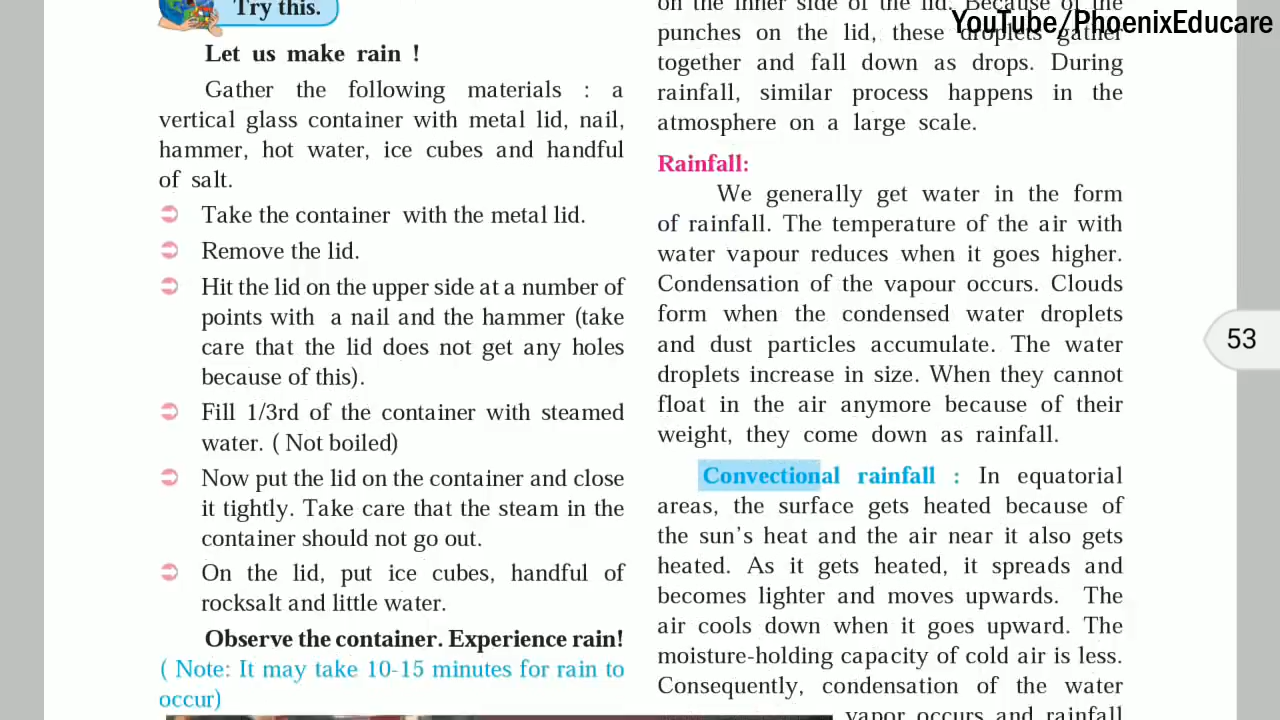 Try this.
Let us make rain !
Gather the following materials : a
vertical glass container with metal lid, nail,
hammer, hot water, ice cubes and handful
of salt.
Take the container with the metal lid.
Remove the lid.
Hit the lid on the upper side at a number of
points with a nail and the hammer (take
care that the lid does not get any holes
because of this).
Fill 1/3rd of the container with steamed
water. ( Not boiled)
Now put the lid on the container and close
it tightly. Take care that the steam in the
container should not go out.
On the lid, put ice cubes, handful of
rocksalt and little water.
Observe the container. Experience rain!
( Note: It may take 10-15 minutes for rain to
occur)
on the inner side of the lid. Because of the
punches on the lid, these droplets gather
together and fall down as drops. During
rainfall, similar process happens in the
atmosphere on a large scale.
Rainfall:
We generally get water in the form
of rainfall. The temperature of the air with
water vapour reduces when it goes higher.
Condensation of the vapour occurs. Clouds
form when the condensed water droplets
and dust particles accumulate. The water
droplets increase in size. When they cannot
float in the air anymore because of their
weight, they come down as rainfall.
Convectional rainfall : In equatorial
areas, the surface gets heated because of
the sun's heat and the air near it also gets
heated. As it gets heated, it spreads and
becomes lighter and moves upwards. The
air cools down when it goes upward. The
moisture-holding capacity of cold air is less.
Consequently, condensation of the water
vapor occurs and rainfall
YouTube/PhoenixEducare
53